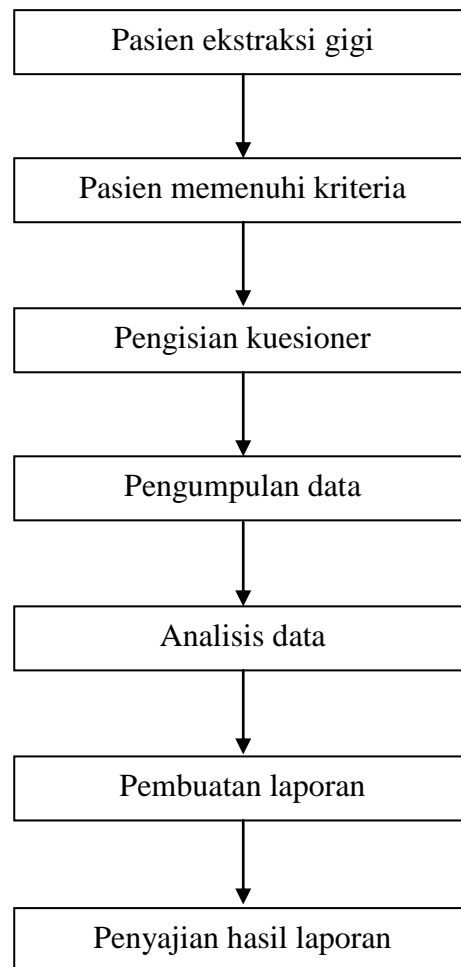 Pasien ekstraksi gigi
Pasien memenuhi kriteria
Pengisian kuesioner
Pengumpulan data
Analisis data
Pembuatan laporan
Penyajian hasil laporan